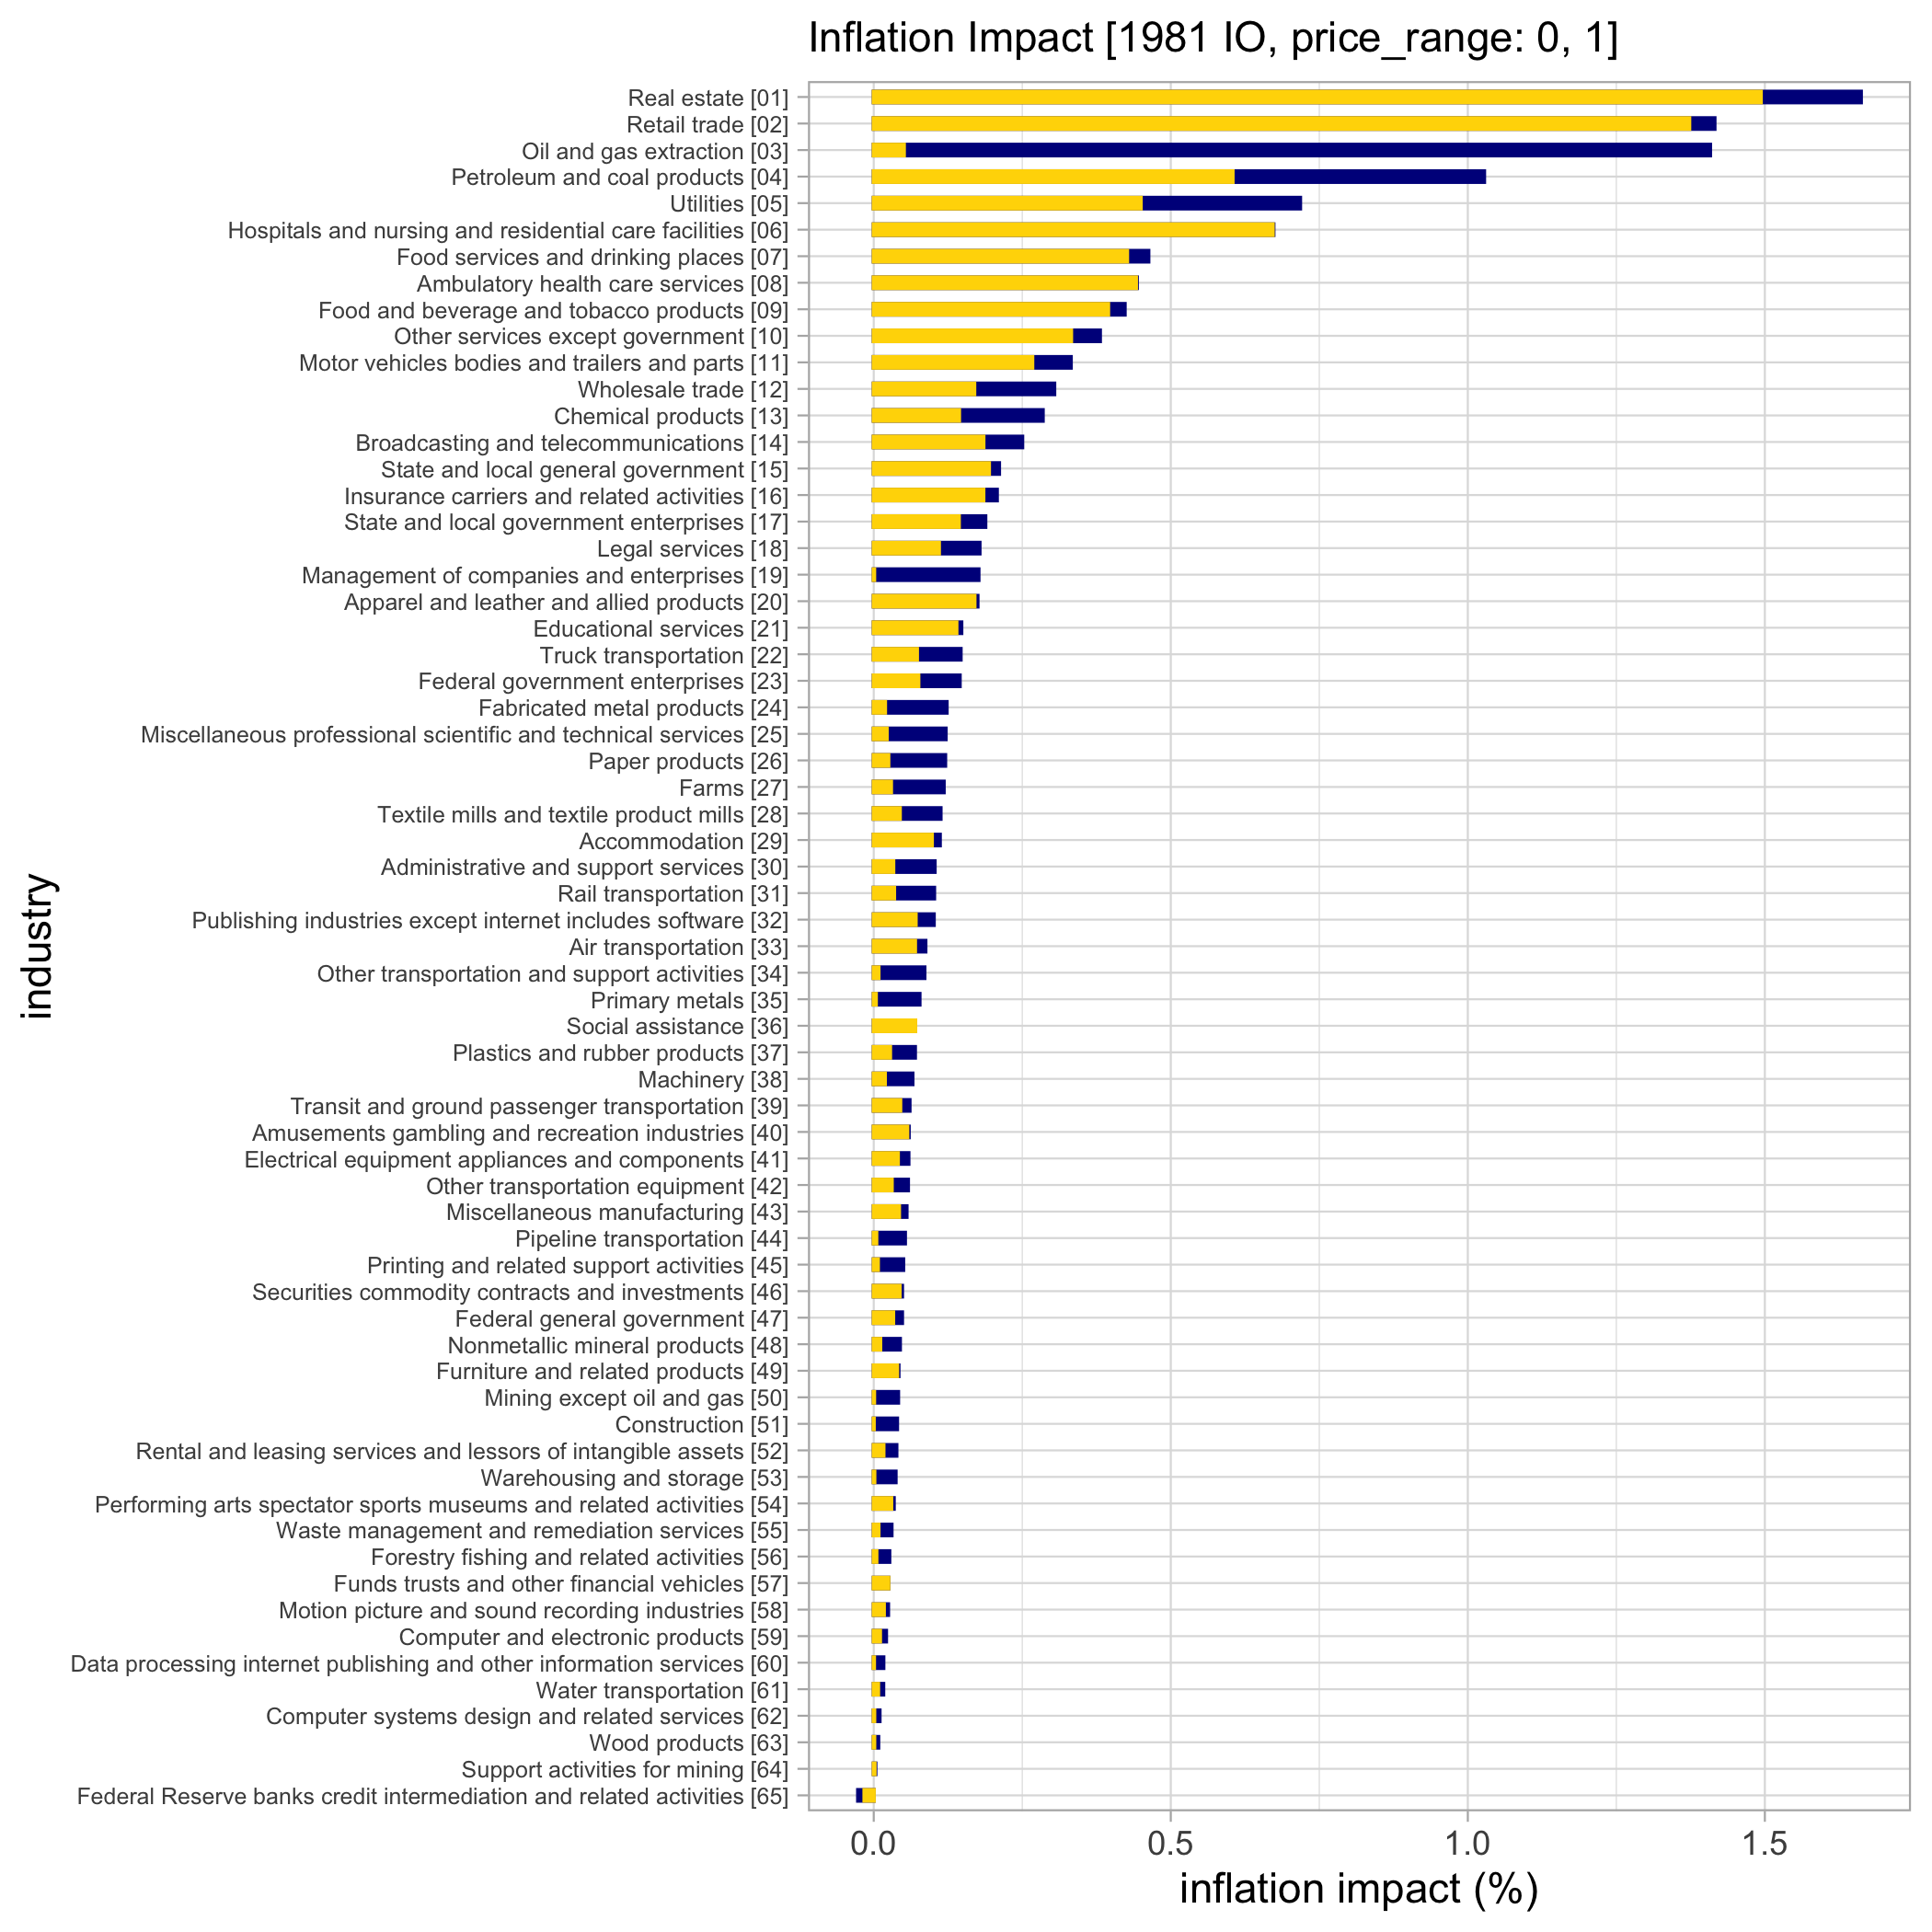 Inflation Impact [1981 IO, price_range: 0, 1]
Real estate [01]
Retail trade [02]
Oil and gas extraction [03]
Petroleum and coal products [04]
Utilities [05]
Hospitals and nursing and residential care facilities [06]
Food services and drinking places [07]
Ambulatory health care services [08]
Food and beverage and tobacco products [09]
Other services except government [10]
Motor vehicles bodies and trailers and parts [11]
Wholesale trade [12]
Chemical products [13]
Broadcasting and telecommunications [14]
State and local general government [15]
Insurance carriers and related activities [16]
State and local government enterprises [17]
Legal services [18]
Management of companies and enterprises [19]
Apparel and leather and allied products [20]
Educational services [21]
Truck transportation [22]
Federal government enterprises [23]
Fabricated metal products [24]
Miscellaneous professional scientific and technical services [25]
Paper products [26]
Farms [27]
Textile mills and textile product mills [28]
Accommodation [29]
Administrative and support services [30]
Rail transportation [31]
Publishing industries except internet includes software [32]
Air transportation [33]
Other transportation and support activities [34]
Primary metals [35]
Social assistance [36]
Plastics and rubber products [37]
Machinery [38]
Transit and ground passenger transportation [39]
Amusements gambling and recreation industries [40]
Electrical equipment appliances and components [41]
Other transportation equipment [42]
Miscellaneous manufacturing [43]
Pipeline transportation [44]
Printing and related support activities [45]
Securities commodity contracts and investments [46]
Federal general government [47]
Nonmetallic mineral products [48]
Furniture and related products [49]
Mining except oil and gas [50]
Construction [51]
Rental and leasing services and lessors of intangible assets [52]
Warehousing and storage [53]
Performing arts spectator sports museums and related activities [54]
Waste management and remediation services [55]
Forestry fishing and related activities [56]
Funds trusts and other financial vehicles [57]
Motion picture and sound recording industries [58]
Computer and electronic products [59]
Data processing internet publishing and other information services [60]
Water transportation [61]
Computer systems design and related services [62]
Wood products [63]
Support activities for mining [64]
Federal Reserve banks credit intermediation and related activities [65]
industry
0.0 0.5 1.0 1.5
inflation impact (%)